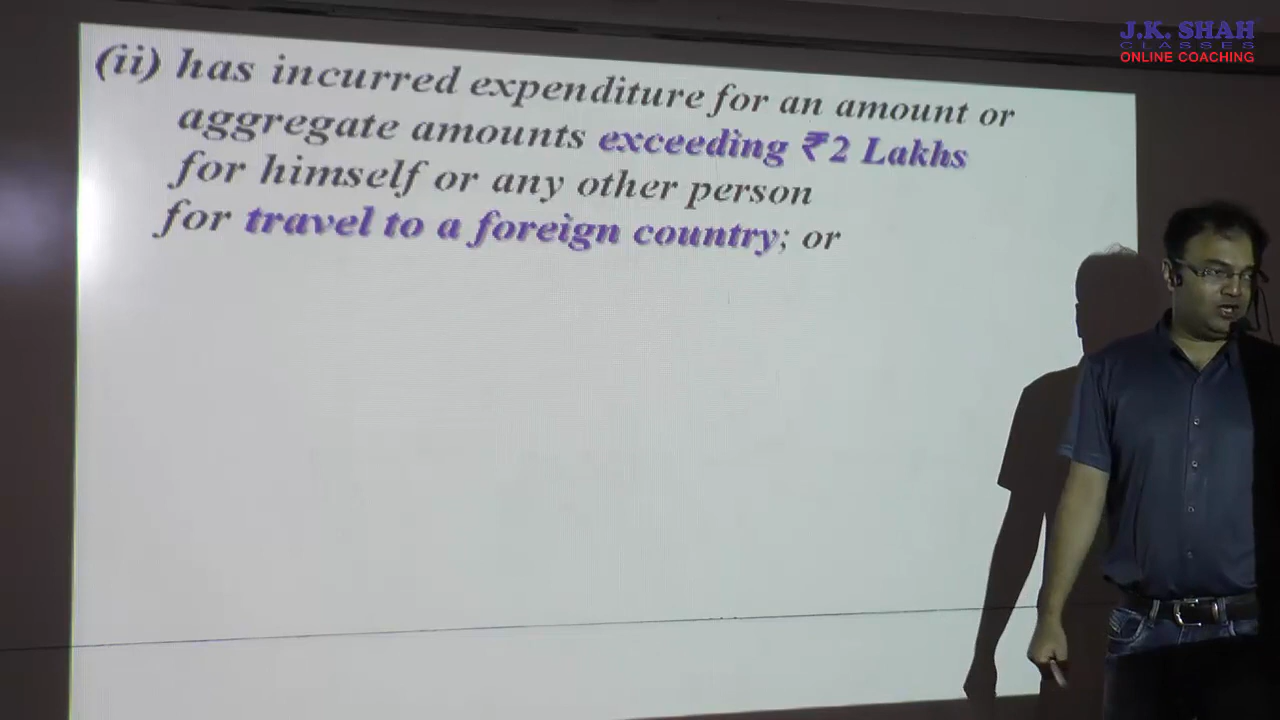 J.K. SHAH
CLASSES
ONLINE COACHING
(ii) has incurred expenditure for an amount or
aggregate amounts exceeding ₹2 Lakhs
for himself or any other person
for travel to a foreign country; or